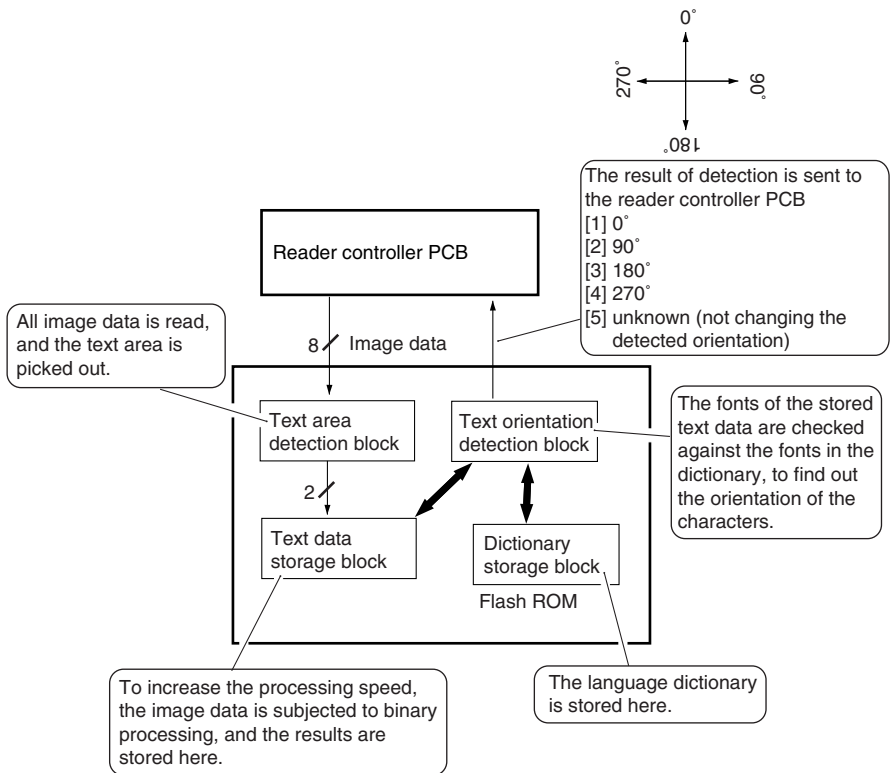 0°
270°
90°
180°
The result of detection is sent to
the reader controller PCB
[1] 0°
[2] 90°
[3] 180°
[4] 270°
[5] unknown (not changing the
detected orientation)
Reader controller PCB
All image data is read,
and the text area is
picked out.
8
Image data
Text area
detection block
Text orientation
detection block
The fonts of the stored
text data are checked
against the fonts in the
dictionary, to find out
the orientation of the
characters.
2
Text data
storage block
Dictionary
storage block
Flash ROM
To increase the processing speed,
the image data is subjected to binary
processing, and the results are
stored here.
The language dictionary
is stored here.